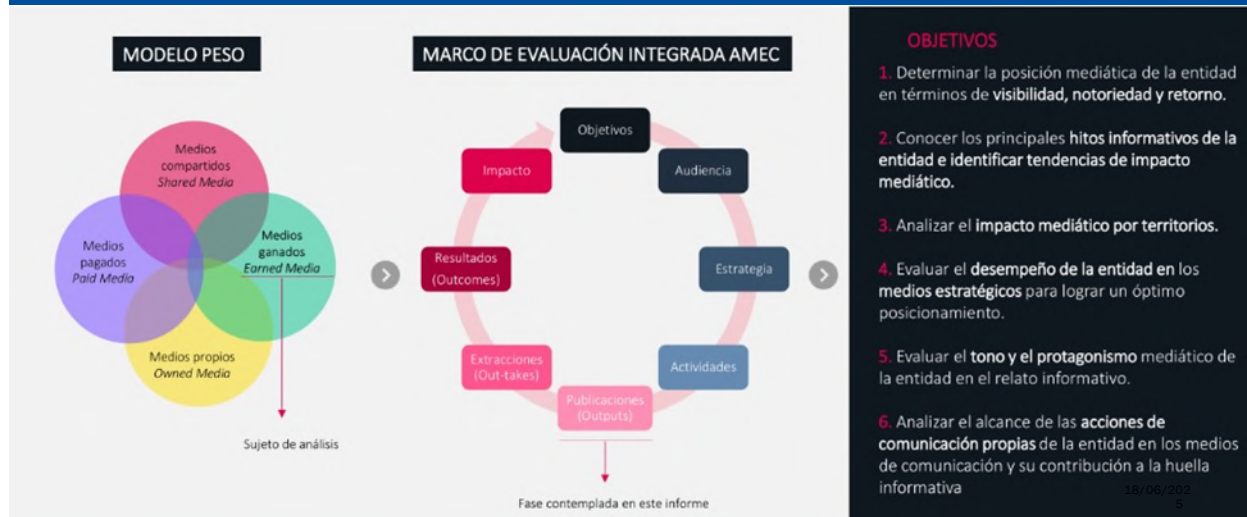 MODELO PESO
Medios
compartidos
Shared Media
Medios
pagados
Paid Media
Medios
ganados
Earned Media
Medios propios
Owned Media
Sujeto de análisis
MARCO DE EVALUACIÓN INTEGRADA AMEC
Objetivos
Audiencia
Estrategia
Actividades
Publicaciones
(Outputs)
Extracciones
(Out-takes)
Resultados
(Outcomes)
Impacto
Fase contemplada en este informe
OBJETIVOS
1. Determinar la posición mediática de la entidad
en términos de visibilidad, notoriedad y retorno.
2. Conocer los principales hitos informativos de la
entidad e identificar tendencias de impacto
mediático.
3. Analizar el impacto mediático por territorios.
4. Evaluar el desempeño de la entidad en los
medios estratégicos para lograr un óptimo
posicionamiento.
5. Evaluar el tono y el protagonismo mediático de
la entidad en el relato informativo.
6. Analizar el alcance de las acciones de
comunicación propias de la entidad en los medios
de comunicación y su contribución a la huella
informativa
18/06/202
5